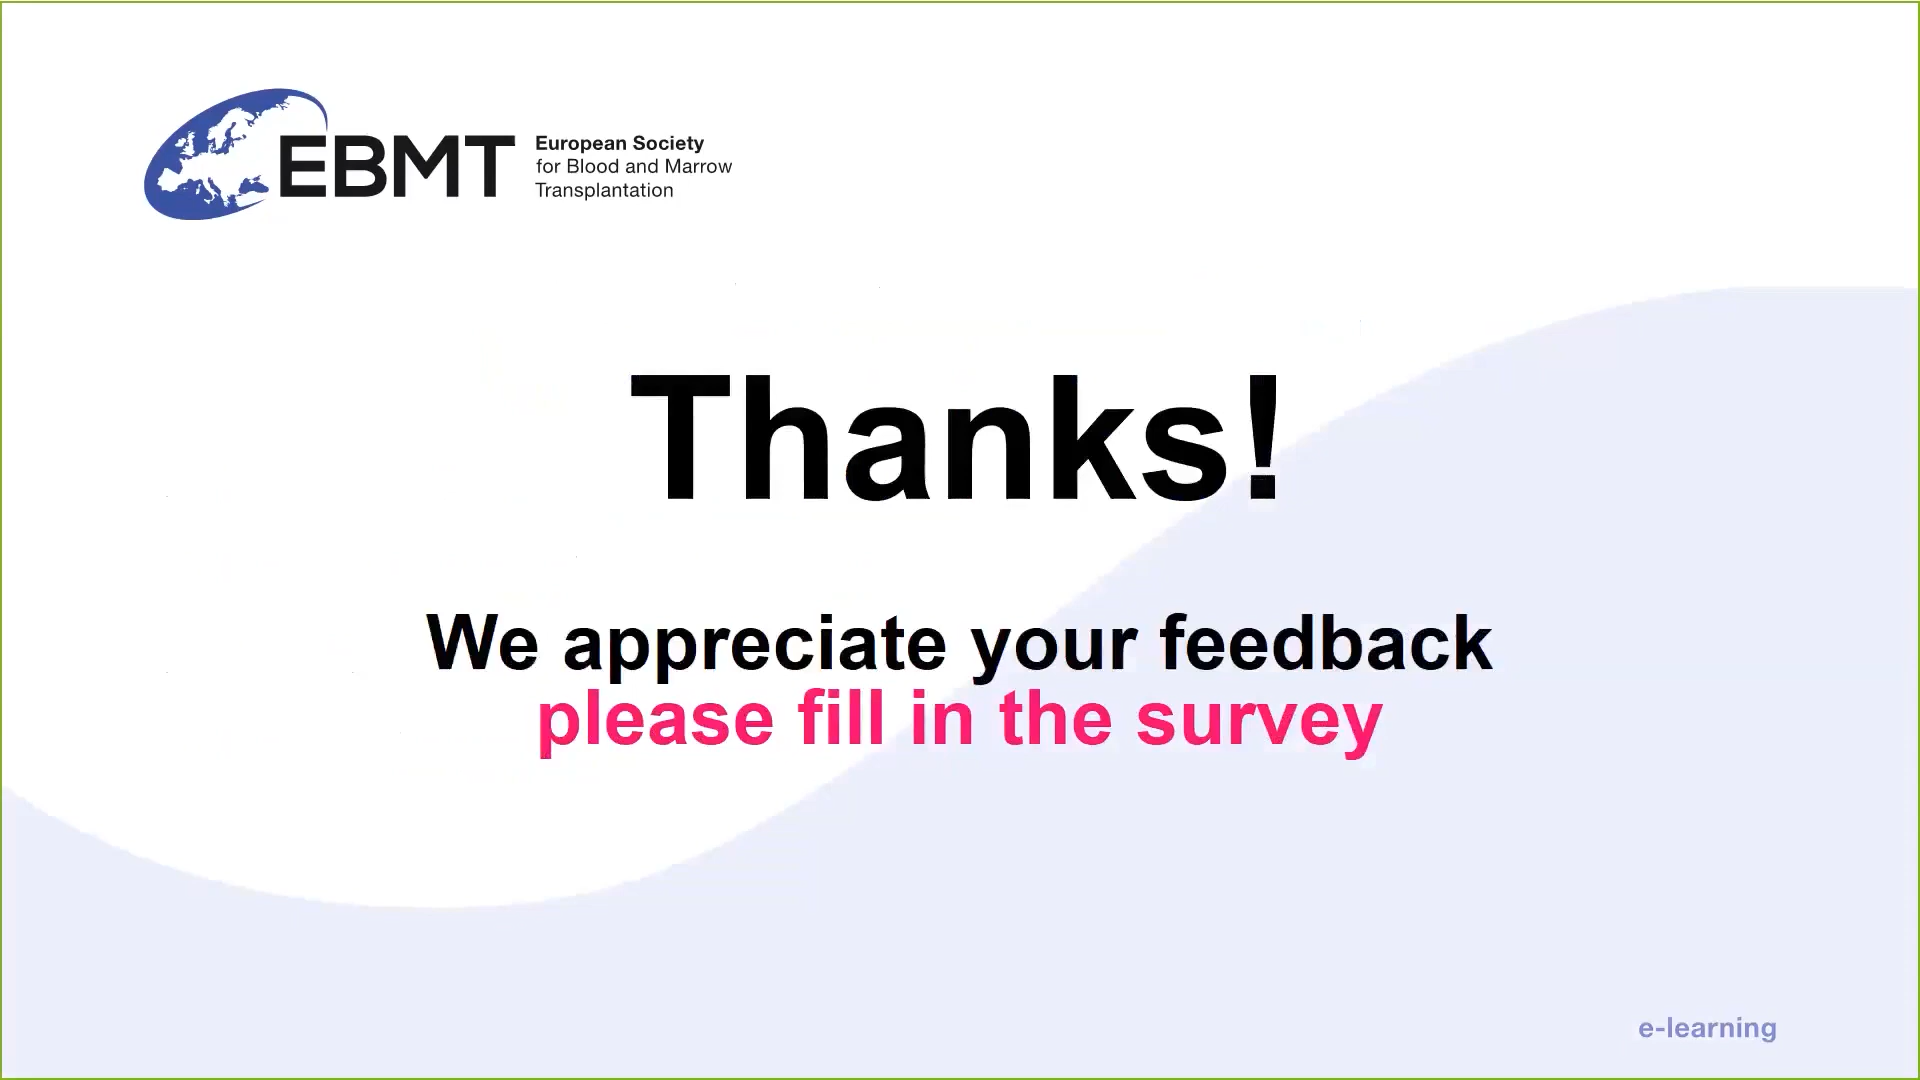 EBMT
European Society
for Blood and Marrow
Transplantation
Thanks!
We appreciate your feedback
please fill in the survey
e-learning